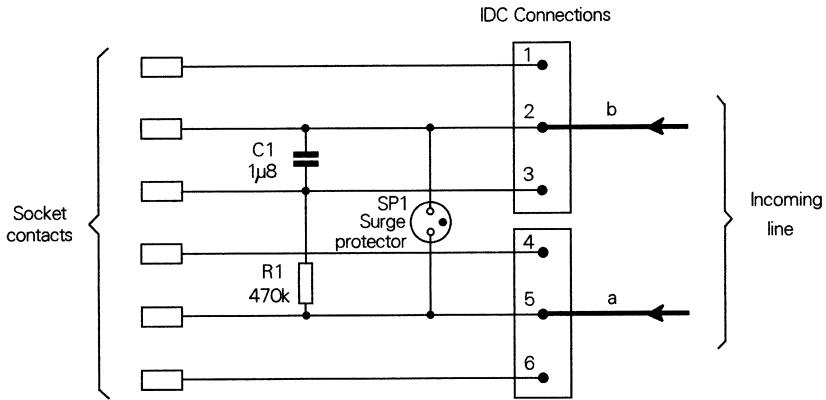 IDC Connections
1
2
b
C1
1µ8
3
SP1
Surge
protector
Socket
contacts
Incoming
line
4
R1
470k
5
a
6